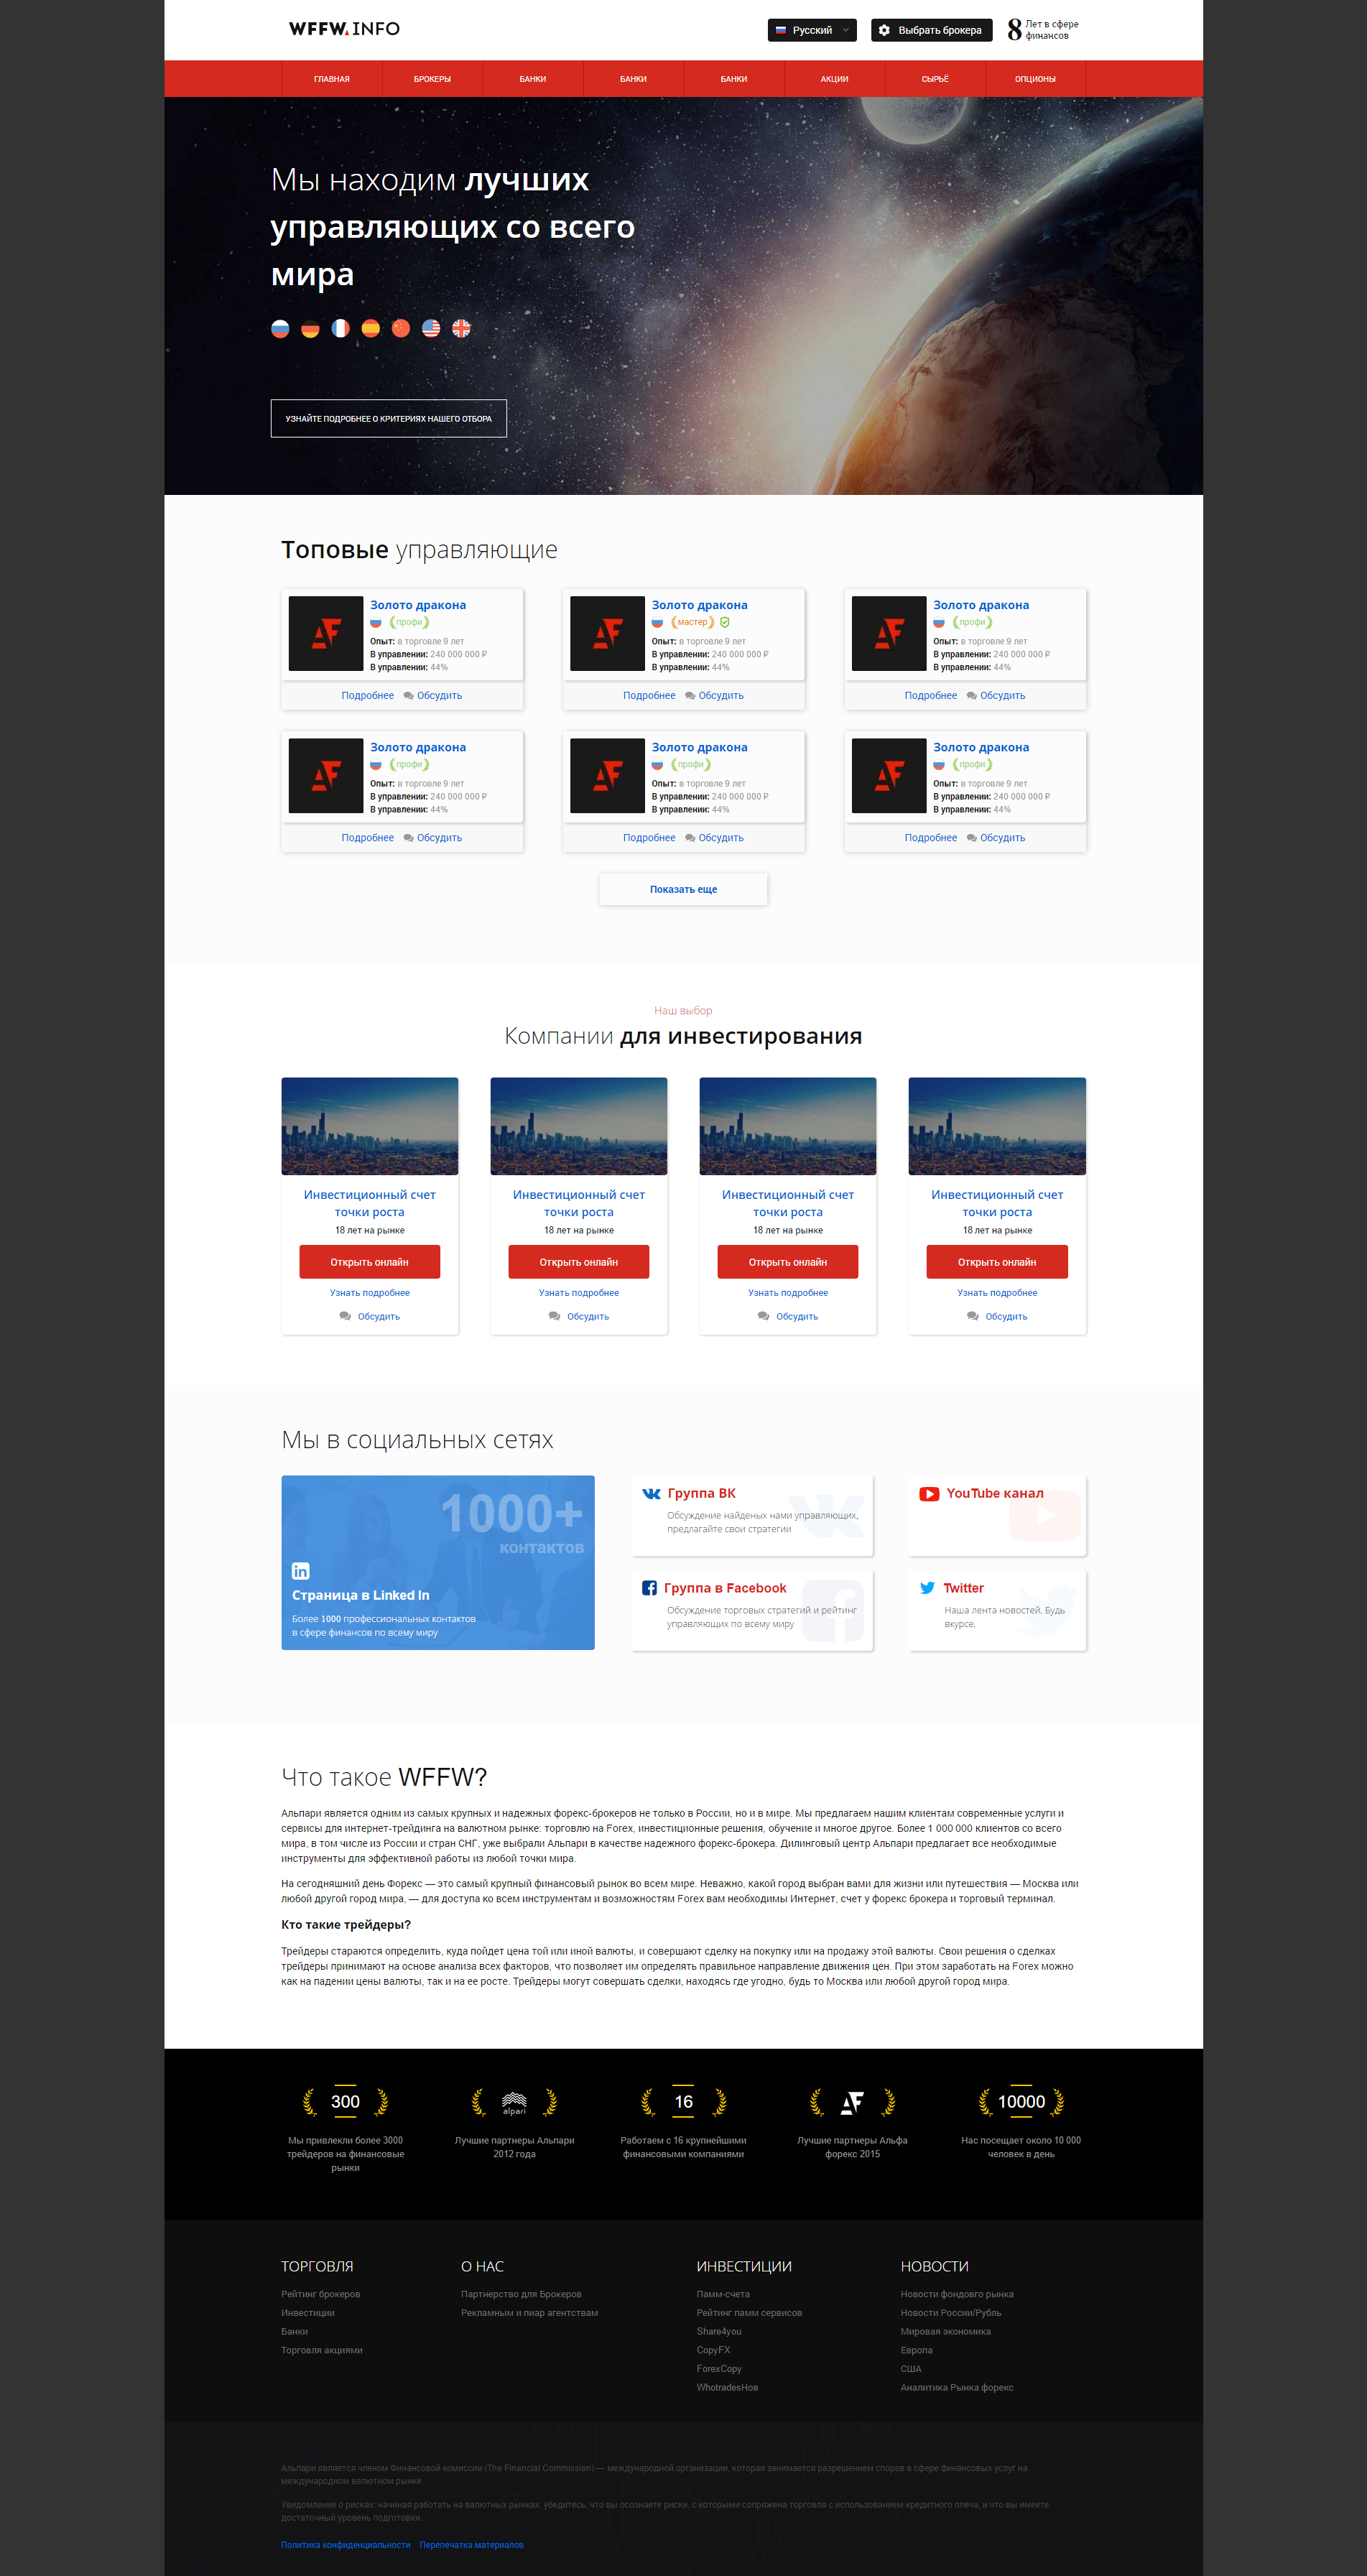 WFFW.INFO
Русский
Выбрать брокера
8 Лет в сфере
финансов
ГЛАВНАЯ
БРОКЕРЫ
БАНКИ
БАНКИ
БАНКИ
АКЦИИ
СЫРЬЁ
ОПЦИОНЫ
Мы находим лучших
управляющих со всего
мира
УЗНАЙТЕ ПОДРОБНЕЕ О КРИТЕРИЯХ НАШЕГО ОТБОРА
Топовые управляющие
Золото дракона
профи
Опыт: в торговле 9 лет
В управлении: 240 000 000 ₽
В управлении: 44%
Подробнее Обсудить
Золото дракона
мастер
Опыт: в торговле 9 лет
В управлении: 240 000 000 ₽
В управлении: 44%
Подробнее Обсудить
Золото дракона
профи
Опыт: в торговле 9 лет
В управлении: 240 000 000 ₽
В управлении: 44%
Подробнее Обсудить
Золото дракона
профи
Опыт: в торговле 9 лет
В управлении: 240 000 000 ₽
В управлении: 44%
Подробнее Обсудить
Золото дракона
профи
Опыт: в торговле 9 лет
В управлении: 240 000 000 ₽
В управлении: 44%
Подробнее Обсудить
Золото дракона
профи
Опыт: в торговле 9 лет
В управлении: 240 000 000 ₽
В управлении: 44%
Подробнее Обсудить
Показать еще
Наш выбор
Компании для инвестирования
Инвестиционный счет
точки роста
18 лет на рынке
Открыть онлайн
Узнать подробнее
Обсудить
Инвестиционный счет
точки роста
18 лет на рынке
Открыть онлайн
Узнать подробнее
Обсудить
Инвестиционный счет
точки роста
18 лет на рынке
Открыть онлайн
Узнать подробнее
Обсудить
Инвестиционный счет
точки роста
18 лет на рынке
Открыть онлайн
Узнать подробнее
Обсудить
Мы в социальных сетях
1000+
контактов
Страница в Linked In
Более 1000 профессиональных контактов
в сфере финансов по всему миру
Группа ВК
Обсуждение найденых нами управляющих,
предлагайте свои стратегии
YouTube канал
Группа в Facebook
Обсуждение торговых стратегий и рейтинг
управляющих по всему миру
Twitter
Наша лента новостей. Будь
вкурсе.
Что такое WFFW?
Альпари является одним из самых крупных и надежных форекс-брокеров не только в России, но и в мире. Мы предлагаем нашим клиентам современные услуги и
сервисы для интернет-трейдинга на валютном рынке: торговлю на Forex, инвестиционные решения, обучение и многое другое. Более 1 000 000 клиентов со всего
мира, в том числе из России и стран СНГ, уже выбрали Альпари в качестве надежного форекс-брокера. Дилинговый центр Альпари предлагает все необходимые
инструменты для эффективной работы из любой точки мира.
На сегодняшний день Форекс — это самый крупный финансовый рынок во всем мире. Неважно, какой город выбран вами для жизни или путешествия — Москва или
любой другой город мира, — для доступа ко всем инструментам и возможностям Forex вам необходимы Интернет, счет у форекс брокера и торговый терминал.
Кто такие трейдеры?
Трейдеры стараются определить, куда пойдет цена той или иной валюты, и совершают сделку на покупку или на продажу этой валюты. Свои решения о сделках
трейдеры принимают на основе анализа всех факторов, что позволяет им определять правильное направление движения цен. При этом заработать на Forex можно
как на падении цены валюты, так и на ее росте. Трейдеры могут совершать сделки, находясь где угодно, будь то Москва или любой другой город мира.
300
Мы привлекли более 3000
трейдеров на финансовые
рынки
alpari
Лучшие партнеры Альпари
2012 года
16
Работаем с 16 крупнейшими
финансовыми компаниями
Лучшие партнеры Альфа
форекс 2015
10000
Нас посещает около 10 000
человек в день
ТОРГОВЛЯ
Рейтинг брокеров
Инвестиции
Банки
Торговля акциями
О НАС
Партнерство для Брокеров
Рекламным и пиар агентствам
ИНВЕСТИЦИИ
Памм-счета
Рейтинг памм сервисов
Share4you
CopyFX
ForexCopy
WhotradesНов
НОВОСТИ
Новости фондовго рынка
Новости России/Рубль
Мировая экономика
Европа
США
Аналитика Рынка форекс
Альпари является членом Финансовой комиссии (The Financial Commission) — международной организации, которая занимается разрешением споров в сфере финансовых услуг на
международном валютном рынке.
Уведомление о рисках: начиная работать на валютных рынках, убедитесь, что вы осознаете риски, с которыми сопряжена торговля с использованием кредитного плеча, и что вы имеете
достаточный уровень подготовки.
Политика конфиденциальности Перепечатка материалов